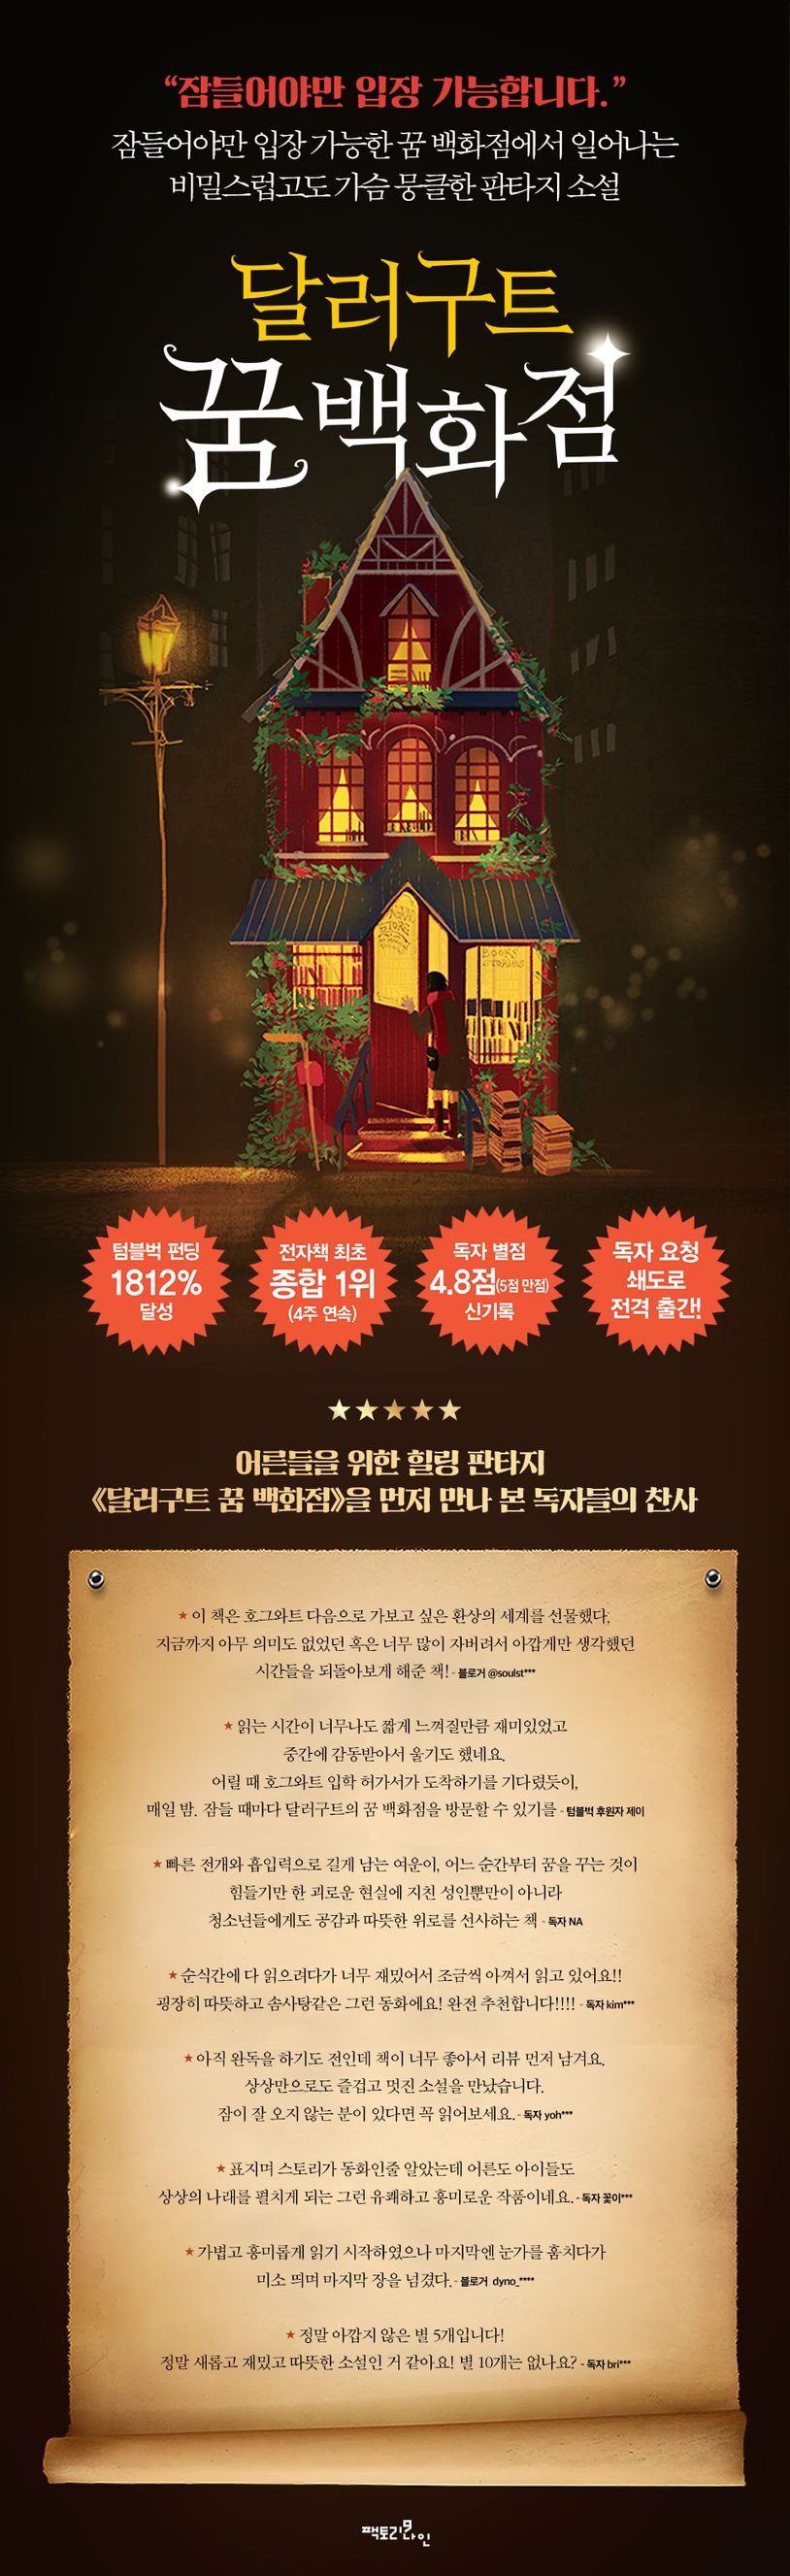 “잠들어야만 입장 가능합니다.”
잠들어야만 입장 가능한 꿈 백화점에서 일어나는
비밀스럽고도 가슴 뭉클한 판타지 소설
달러구트
꿈 백화점
BOOKS
STORIES
텀블벅 펀딩
1812%
달성
전자책 최초
종합 1위
(4주 연속)
독자 별점
4.8점(5점 만점)
신기록
독자 요청
쇄도로
전격 출간!
★★★★★
어른들을 위한 힐링 판타지
《달러구트 꿈 백화점》을 먼저 만나 본 독자들의 찬사
★ 이 책은 호그와트 다음으로 가보고 싶은 환상의 세계를 선물했다.
지금까지 아무 의미도 없었던 혹은 너무 많이 자버려서 아깝게만 생각했던
시간들을 되돌아보게 해준 책! - 블로거 @soulst***
★ 읽는 시간이 너무나도 짧게 느껴질만큼 재미있었고
중간에 감동받아서 울기도 했네요.
어릴 때 호그와트 입학 허가서가 도착하기를 기다렸듯이,
매일 밤, 잠들 때마다 달러구트의 꿈 백화점을 방문할 수 있기를 - 텀블벅 후원자 제이
★ 빠른 전개와 흡입력으로 길게 남는 여운이, 어느 순간부터 꿈을 꾸는 것이
힘들기만 한 괴로운 현실에 지친 성인뿐만이 아니라
청소년들에게도 공감과 따뜻한 위로를 선사하는 책 - 독자 NA
★ 순식간에 다 읽으려다가 너무 재밌어서 조금씩 아껴서 읽고 있어요!!
굉장히 따뜻하고 솜사탕같은 그런 동화에요! 완전 추천합니다!!!! - 독자 kim***
★ 아직 완독을 하기도 전인데 책이 너무 좋아서 리뷰 먼저 남겨요.
상상만으로도 즐겁고 멋진 소설을 만났습니다.
잠이 잘 오지 않는 분이 있다면 꼭 읽어보세요. - 독자 yoh***
★ 표지며 스토리가 동화인줄 알았는데 어른도 아이들도
상상의 나래를 펼치게 되는 그런 유쾌하고 흥미로운 작품이네요. - 독자 꽃이***
★ 가볍고 흥미롭게 읽기 시작하였으나 마지막엔 눈가를 훔치다가
미소 띄며 마지막 장을 넘겼다. - 블로거 dyno_****
★ 정말 아깝지 않은 별 5개입니다!
정말 새롭고 재밌고 따뜻한 소설인 거 같아요! 별 10개는 없나요? - 독자 bri***
팩토리나인